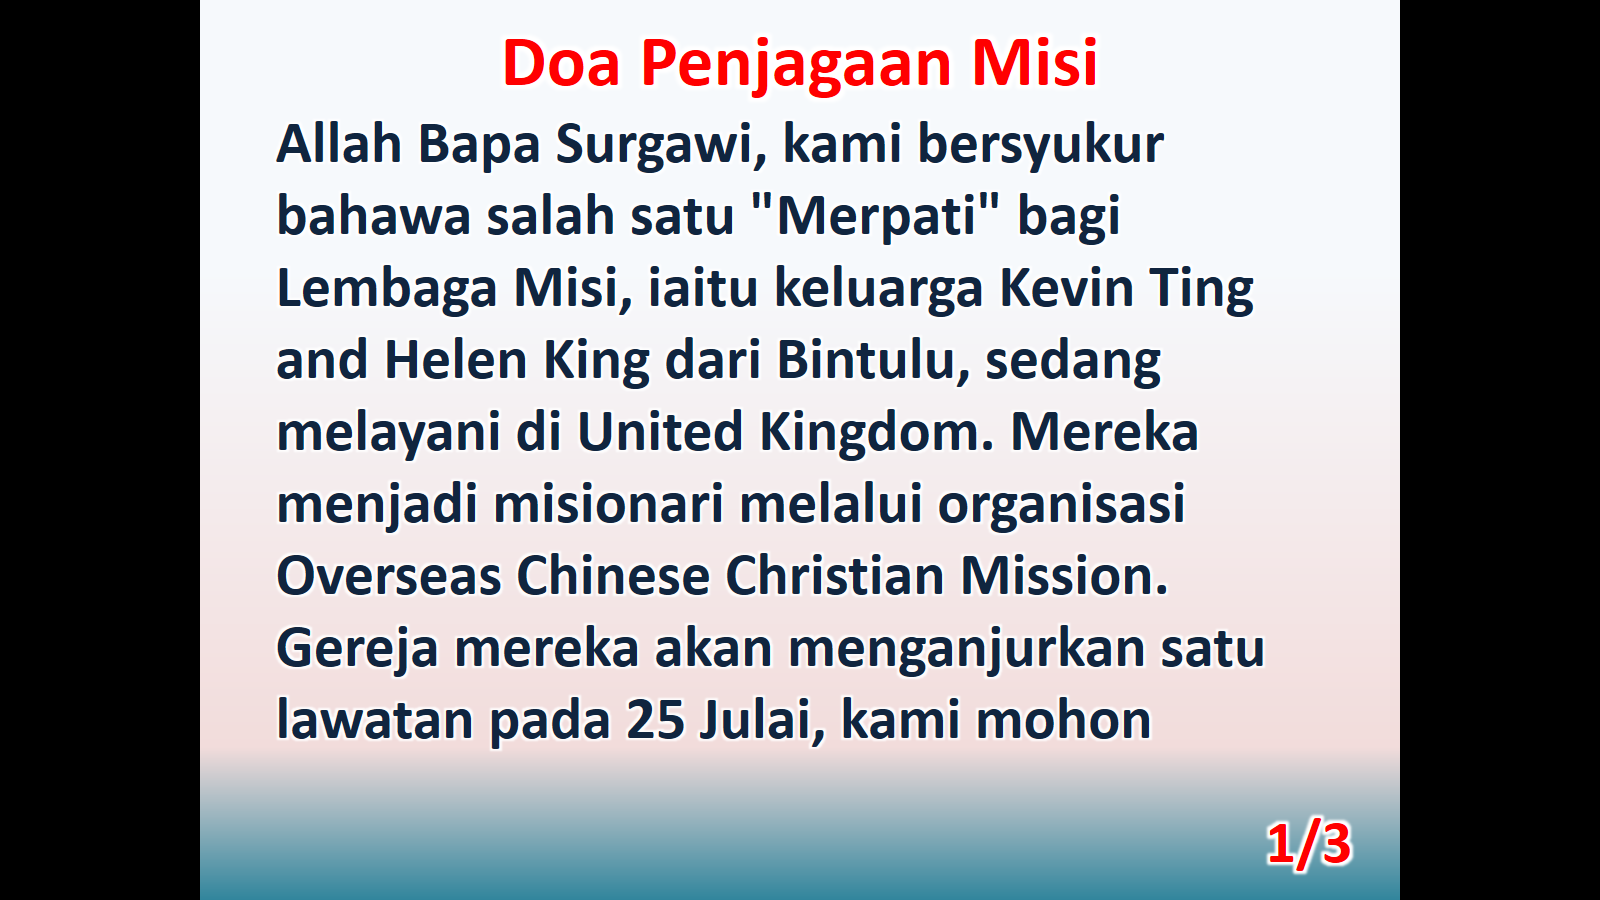 Doa Penjagaan Misi
Allah Bapa Surgawi, kami bersyukur
bahawa salah satu "Merpati" bagi
Lembaga Misi, iaitu keluarga Kevin Ting
and Helen King dari Bintulu, sedang
melayani di United Kingdom. Mereka
menjadi misionari melalui organisasi
Overseas Chinese Christian Mission.
Gereja mereka akan menganjurkan satu
lawatan pada 25 Julai, kami mohon
1/3